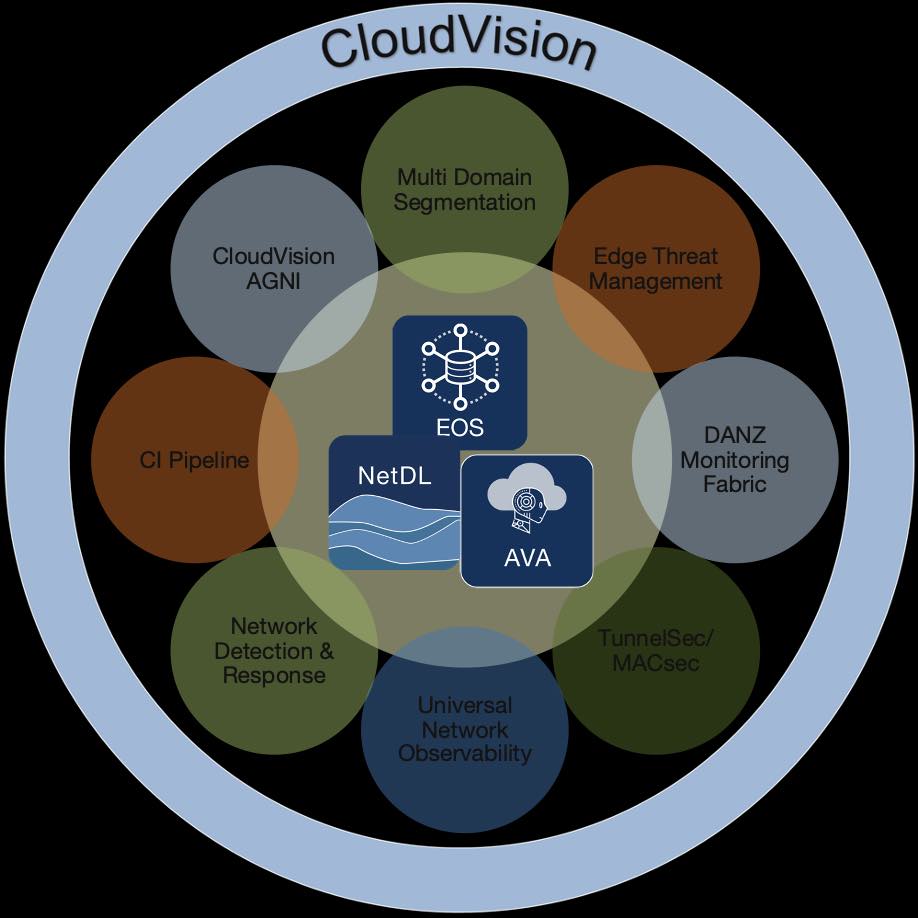 CloudVision
Multi Domain
Segmentation
CloudVision
AGNI
Edge Threat
Management
EOS
CI Pipeline
NetDL
DANZ
Monitoring
Fabric
AVA
Network
Detection &
Response
TunnelSec/
MACsec
Universal
Network
Observability